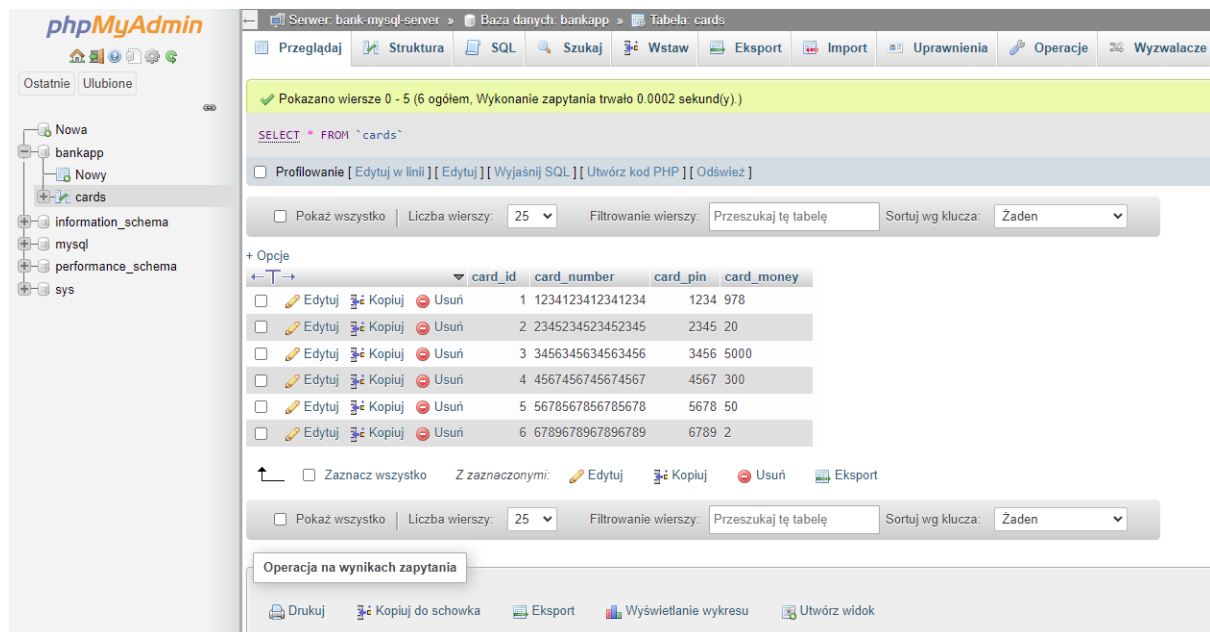 phpMyAdmin
Ostatnie Ulubione
Nowa
bankapp
Nowy
cards
information_schema
mysql
performance_schema
sys
Serwer: bank-mysql-server » Baza danych: bankapp » Tabela: cards
Przeglądaj Struktura SQL Szukaj Wstaw Eksport Import Uprawnienia Operacje Wyzwalacze
Pokazano wiersze 0 - 5 (6 ogółem, Wykonanie zapytania trwało 0.0002 sekund(y).)
SELECT * FROM `cards`
Profilowanie [ Edytuj w linii ] [ Edytuj ] [ Wyjaśnij SQL ] [ Utwórz kod PHP ] [ Odśwież ]
Pokaż wszystko | Liczba wierszy: 25 Filtrowanie wierszy: Przeszukaj tę tabelę Sortuj wg klucza: Żaden
+ Opcje
←T→ card_id card_number card_pin card_money
Edytuj Kopiuj Usuń 1 1234123412341234 1234 978
Edytuj Kopiuj Usuń 2 2345234523452345 2345 20
Edytuj Kopiuj Usuń 3 3456345634563456 3456 5000
Edytuj Kopiuj Usuń 4 4567456745674567 4567 300
Edytuj Kopiuj Usuń 5 5678567856785678 5678 50
Edytuj Kopiuj Usuń 6 6789678967896789 6789 2
Zaznacz wszystko Z zaznaczonymi: Edytuj Kopiuj Usuń Eksport
Pokaż wszystko | Liczba wierszy: 25 Filtrowanie wierszy: Przeszukaj tę tabelę Sortuj wg klucza: Żaden
Operacja na wynikach zapytania
Drukuj Kopiuj do schowka Eksport Wyświetlanie wykresu Utwórz widok